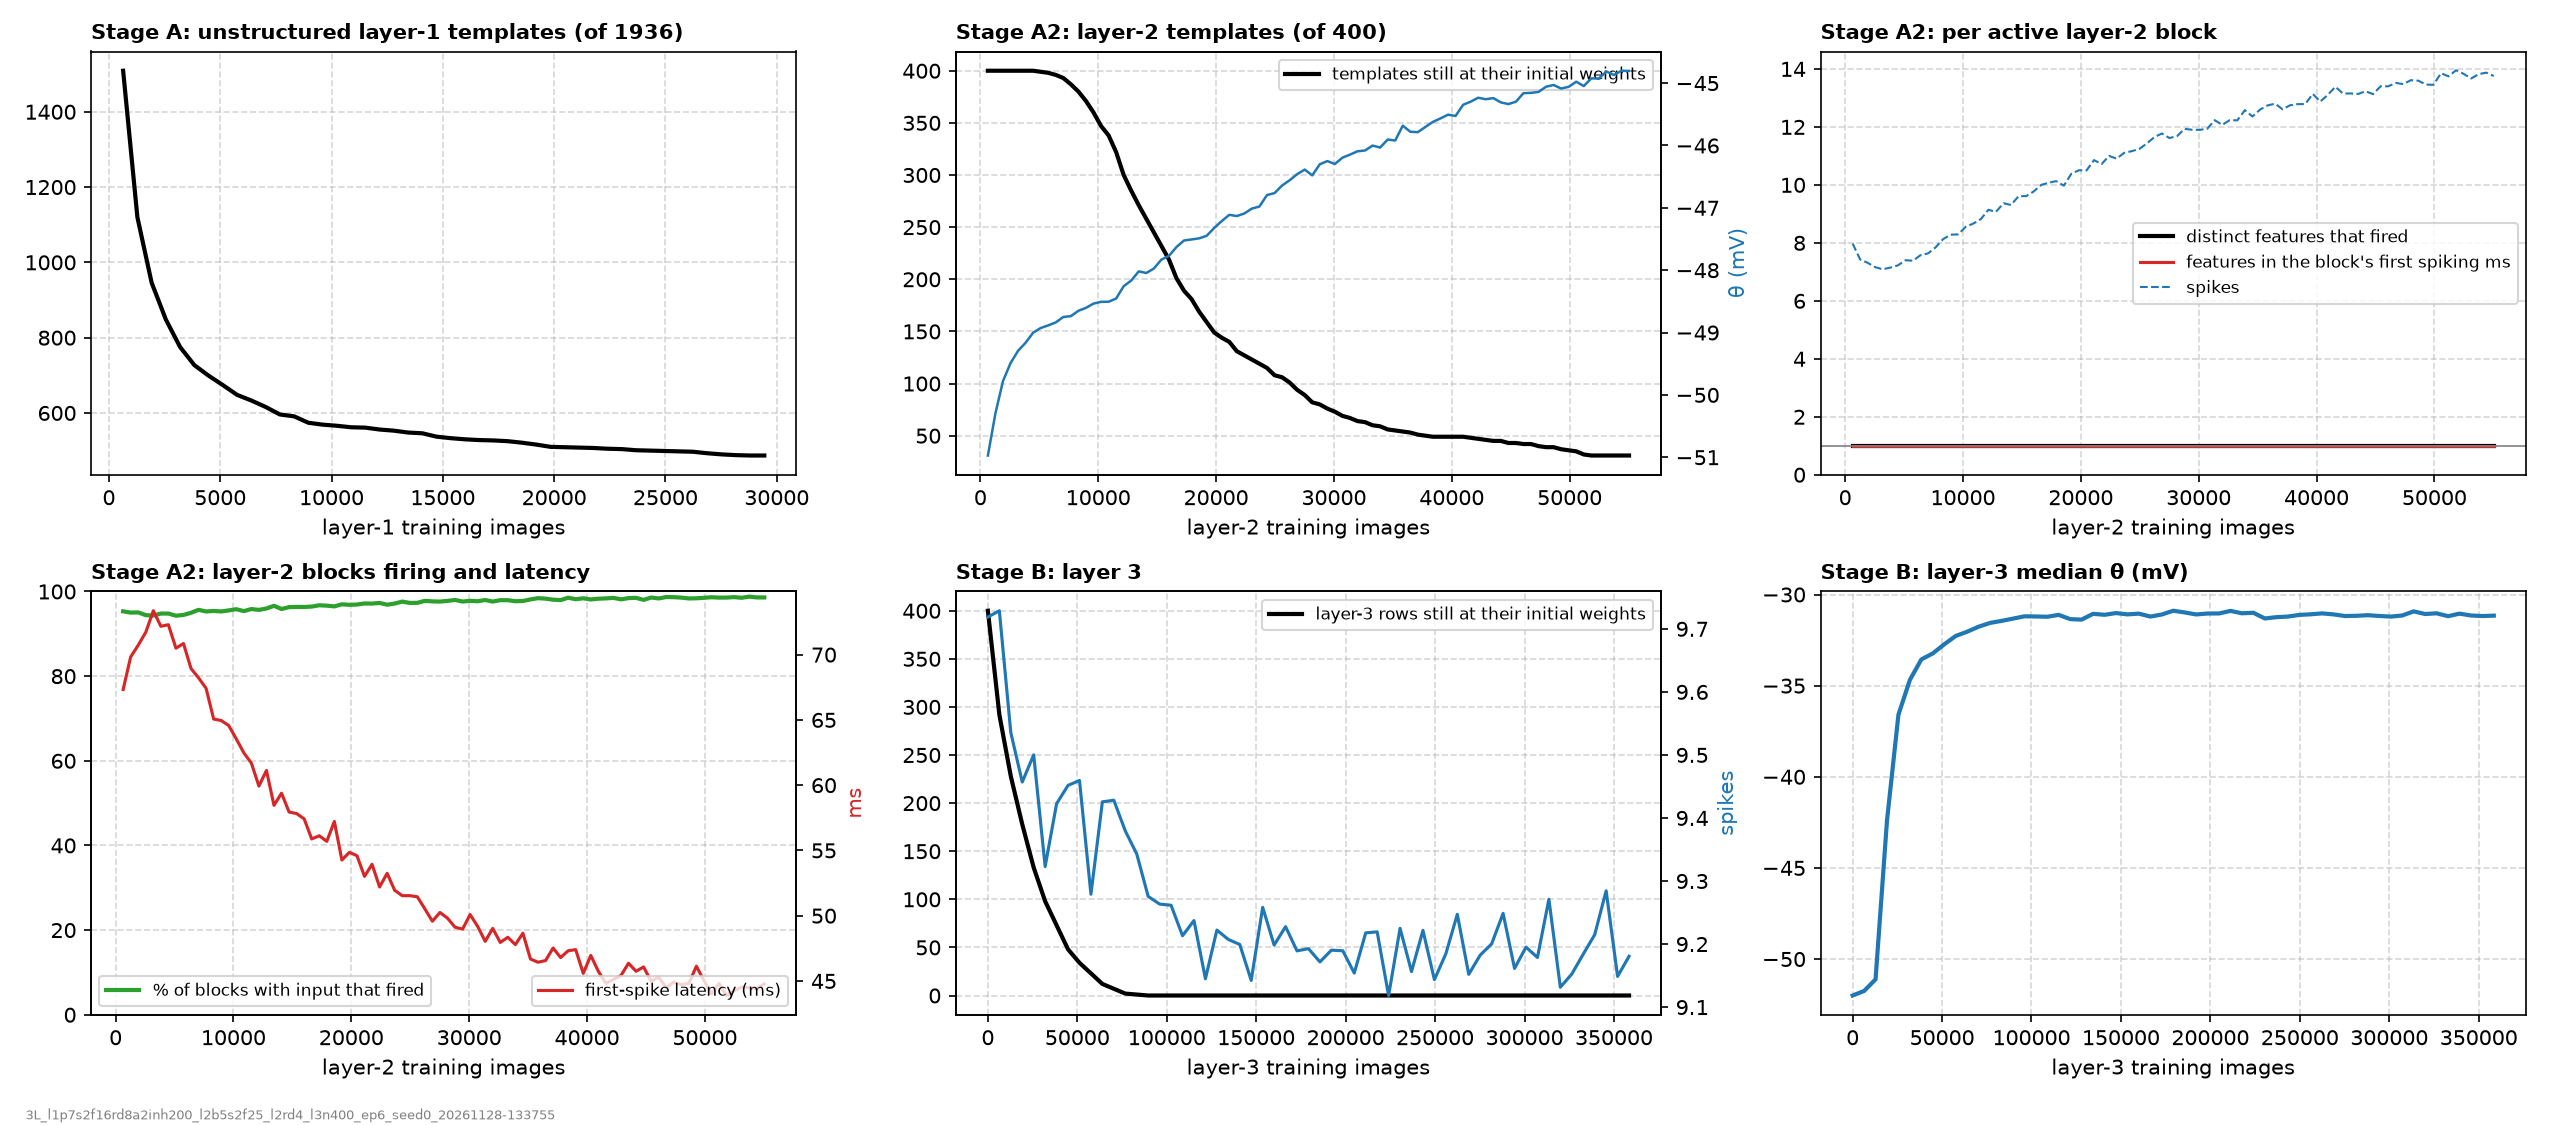 Stage A: unstructured layer-1 templates (of 1936)
1400
1200
1000
800
600
0 5000 10000 15000 20000 25000 30000
layer-1 training images
Stage A2: layer-2 templates (of 400)
templates still at their initial weights
400
350
300
250
200
150
100
50
−45
−46
−47
−48
−49
−50
−51
θ (mV)
0 10000 20000 30000 40000 50000
layer-2 training images
Stage A2: per active layer-2 block
14
12
10
8
6
4
2
0
distinct features that fired
features in the block's first spiking ms
spikes
0 10000 20000 30000 40000 50000
layer-2 training images
Stage A2: layer-2 blocks firing and latency
100
80
60
40
20
0
70
65
60
55
50
45
ms
% of blocks with input that fired
first-spike latency (ms)
0 10000 20000 30000 40000 50000
layer-2 training images
Stage B: layer 3
layer-3 rows still at their initial weights
400
350
300
250
200
150
100
50
0
9.7
9.6
9.5
9.4
9.3
9.2
9.1
spikes
0 50000 100000 150000 200000 250000 300000 350000
layer-3 training images
Stage B: layer-3 median θ (mV)
−30
−35
−40
−45
−50
0 50000 100000 150000 200000 250000 300000 350000
layer-3 training images
3L_l1p7s2f16rd8a2inh200_l2b5s2f25_l2rd4_l3n400_ep6_seed0_20261128-133755